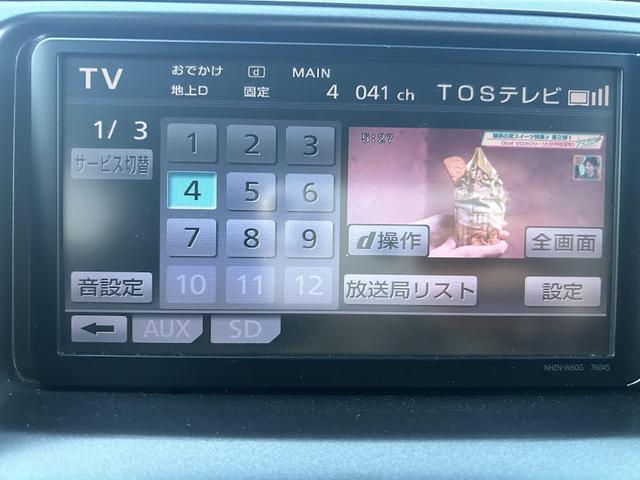 TV
おでかけ d MAIN
地上D 固定 4 041 ch TOSテレビ
1/ 3
サービス切替
1 2 3
4 5 6
7 8 9
10 11 12
5:27
d操作
全画面
音設定
放送局リスト
設定
AUX
SD
NHZN-W60G 76045